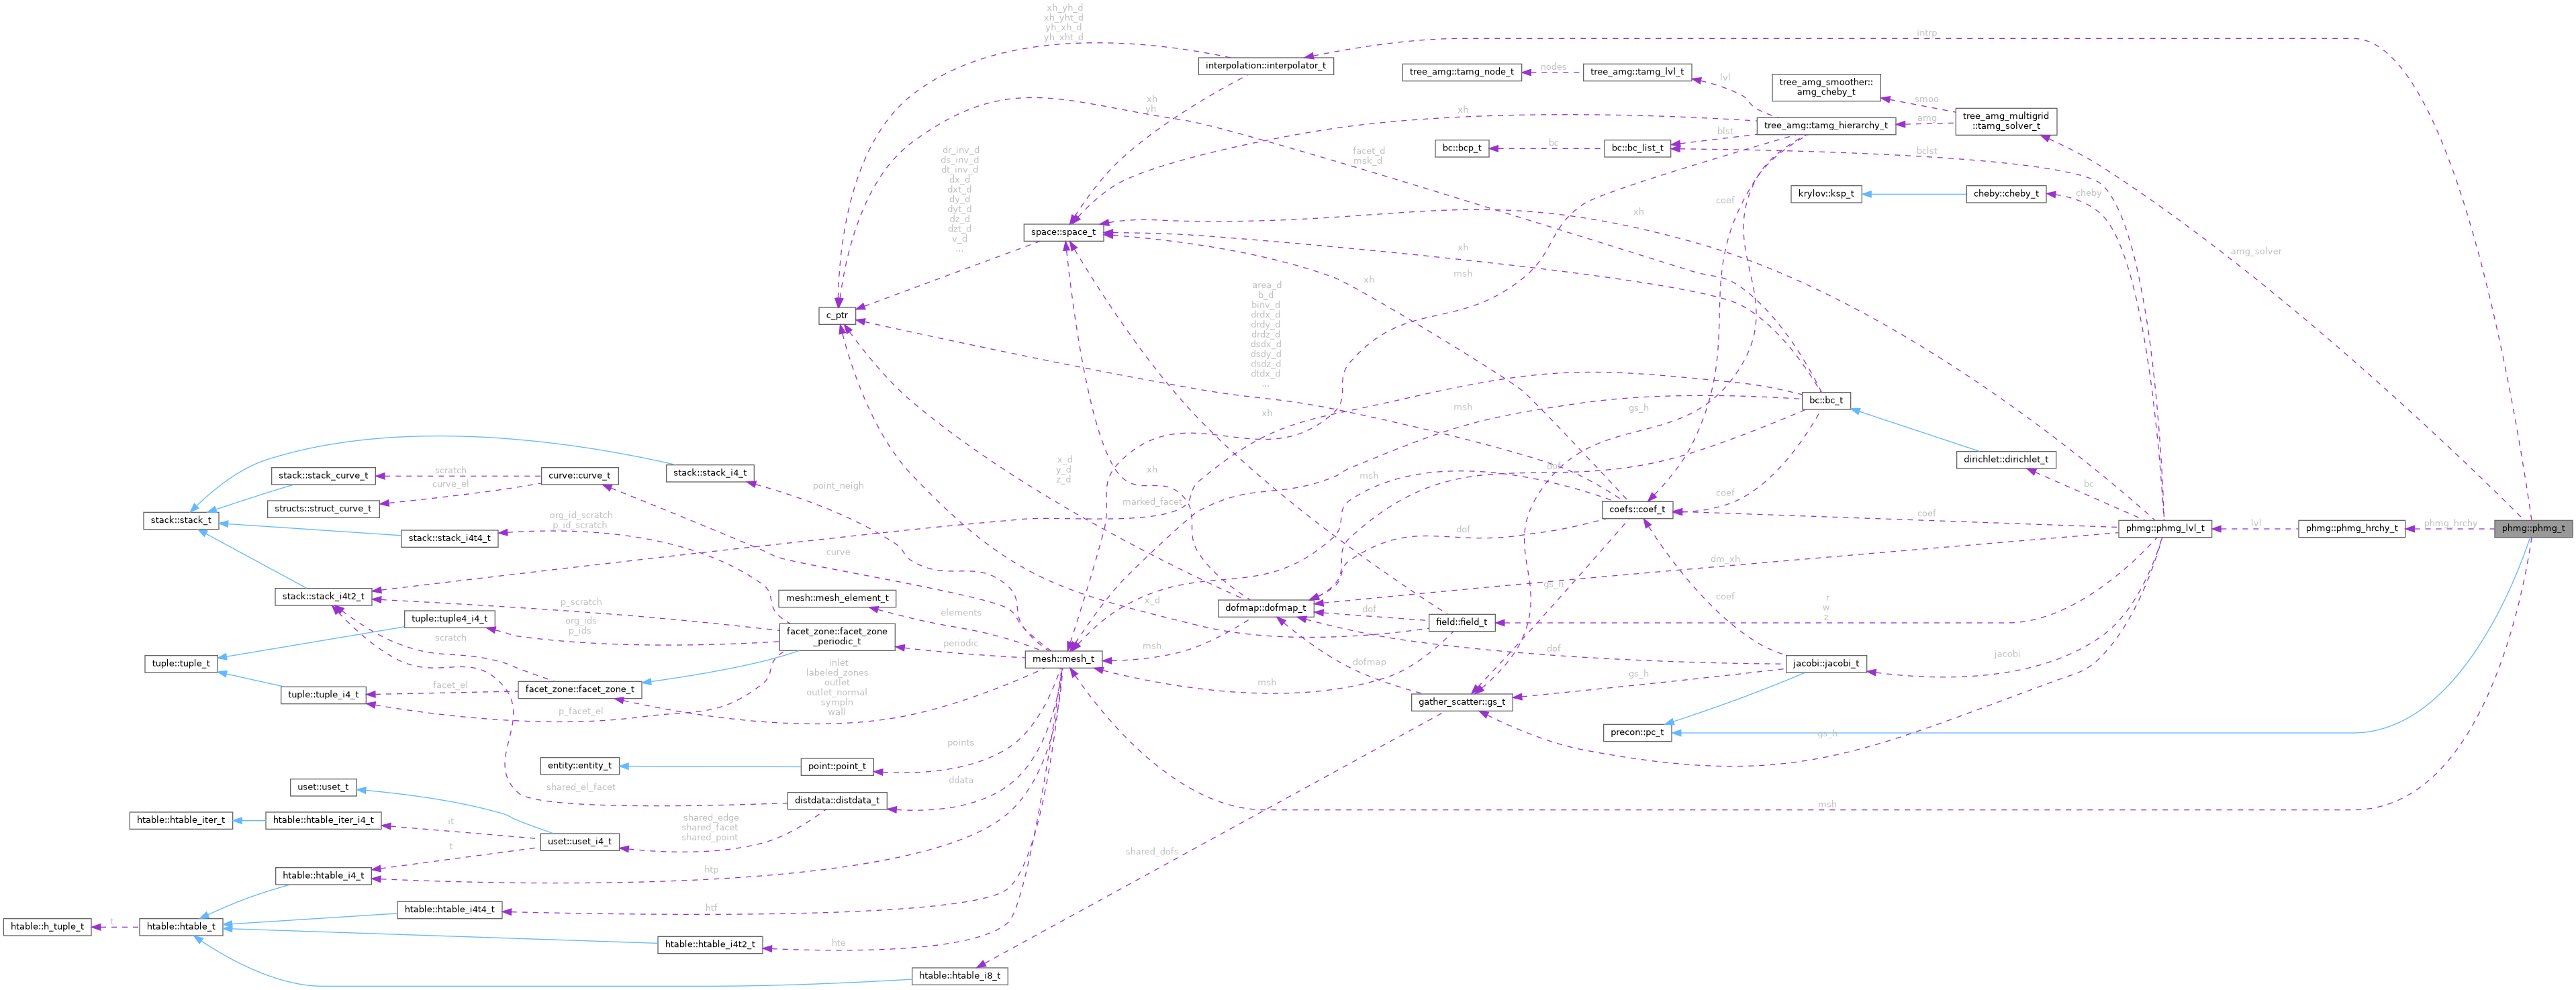 xh_yh_d
xh_yht_d
yh_xh_d
yh_xht_d
intrp
interpolation::interpolator_t
tree_amg::tamg_node_t
nodes
tree_amg::tamg_lvl_t
lvl
tree_amg_smoother::
amg_cheby_t
smoo
xh
yh
xh
tree_amg::tamg_hierarchy_t
amg
tree_amg_multigrid
::tamg_solver_t
blst
bc::bcp_t
bc
bc::bc_list_t
bclst
facet_d
msk_d
dr_inv_d
ds_inv_d
dt_inv_d
dx_d
dxt_d
dy_d
dyt_d
dz_d
dzt_d
v_d
...
krylov::ksp_t
cheby::cheby_t
cheby
coef
xh
space::space_t
xh
msh
amg_solver
xh
area_d
b_d
binv_d
drdx_d
drdy_d
drdz_d
dsdx_d
dsdy_d
dsdz_d
dtdx_d
...
c_ptr
bc::bc_t
xh
msh
gs_h
x_d
y_d
z_d
xh
dof
msh
dirichlet::dirichlet_t
bc
stack::stack_i4_t
stack::stack_curve_t
scratch
curve::curve_t
curve_el
structs::struct_curve_t
point_neigh
marked_facet
coef
coefs::coef_t
coef
stack::stack_t
org_id_scratch
p_id_scratch
stack::stack_i4t4_t
dof
phmg::phmg_lvl_t
lvl
phmg::phmg_hrchy_t
phmg_hrchy
phmg::phmg_t
curve
dm_xh
gs_h
stack::stack_i4t2_t
p_scratch
mesh::mesh_element_t
x_d
coef
r
w
z
dofmap::dofmap_t
dof
field::field_t
tuple::tuple4_i4_t
org_ids
p_ids
elements
facet_zone::facet_zone
_periodic_t
scratch
periodic
msh
dof
dofmap
jacobi
tuple::tuple_t
mesh::mesh_t
jacobi::jacobi_t
inlet
labeled_zones
outlet
outlet_normal
sympln
wall
gs_h
msh
facet_el
facet_zone::facet_zone_t
tuple::tuple_i4_t
p_facet_el
gather_scatter::gs_t
precon::pc_t
gs_h
points
entity::entity_t
point::point_t
ddata
uset::uset_t
shared_el_facet
distdata::distdata_t
msh
htable::htable_iter_t
htable::htable_iter_i4_t
it
shared_edge
shared_facet
shared_point
uset::uset_i4_t
t
shared_dofs
htable::htable_i4_t
htp
htable::htable_i4t4_t
htf
htable::h_tuple_t
t
htable::htable_t
htable::htable_i4t2_t
hte
htable::htable_i8_t